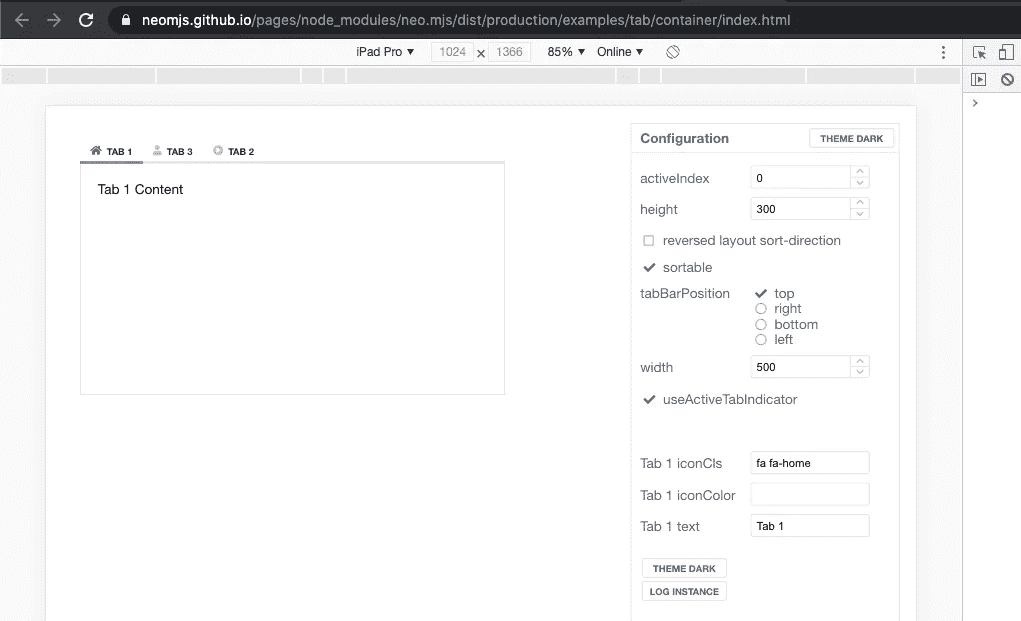 neomjs.github.io/pages/node_modules/neo.mjs/dist/production/examples/tab/container/index.html
iPad Pro ▼ 1024 x 1366 85% ▼ Online ▼
Configuration THEME DARK
TAB 1 TAB 3 TAB 2
Tab 1 Content
activeIndex 0
height 300
reversed layout sort-direction
sortable
tabBarPosition top
right
bottom
left
width 500
useActiveTabIndicator
Tab 1 iconCls fa fa-home
Tab 1 iconColor
Tab 1 text Tab 1
THEME DARK
LOG INSTANCE